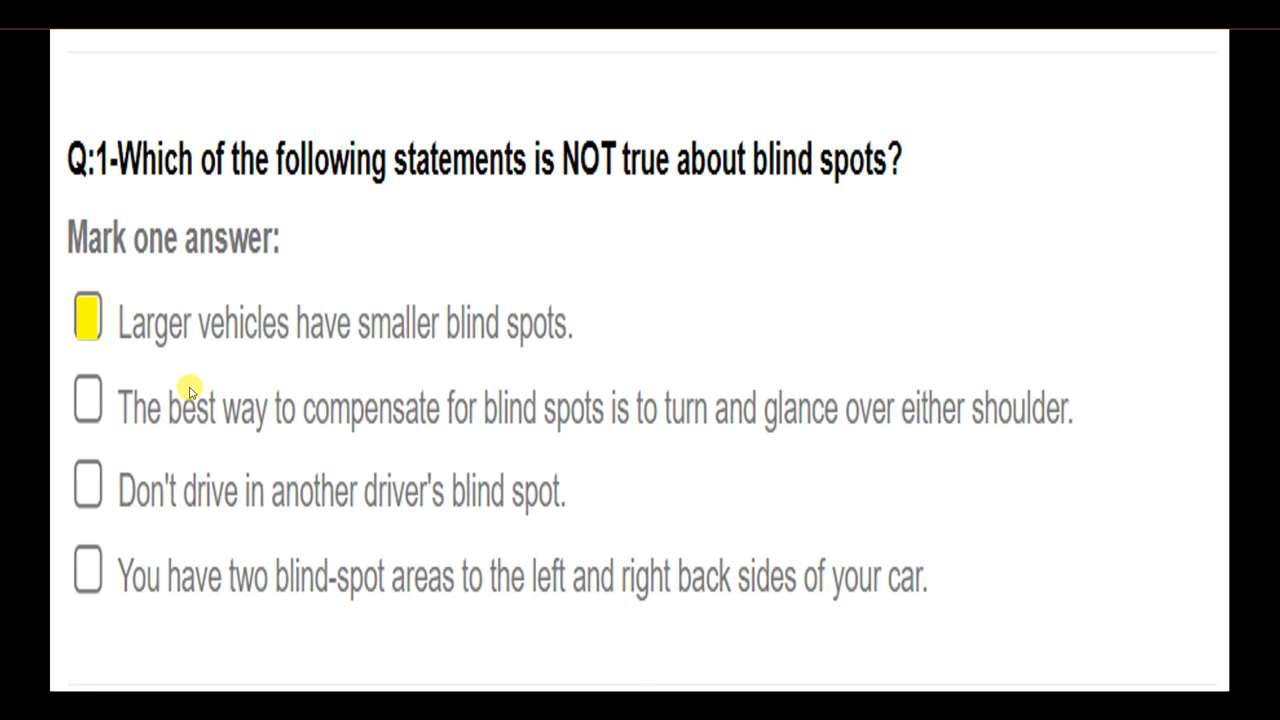 Q:1-Which of the following statements is NOT true about blind spots?
Mark one answer:
Larger vehicles have smaller blind spots.
The best way to compensate for blind spots is to turn and glance over either shoulder.
Don't drive in another driver's blind spot.
You have two blind-spot areas to the left and right back sides of your car.